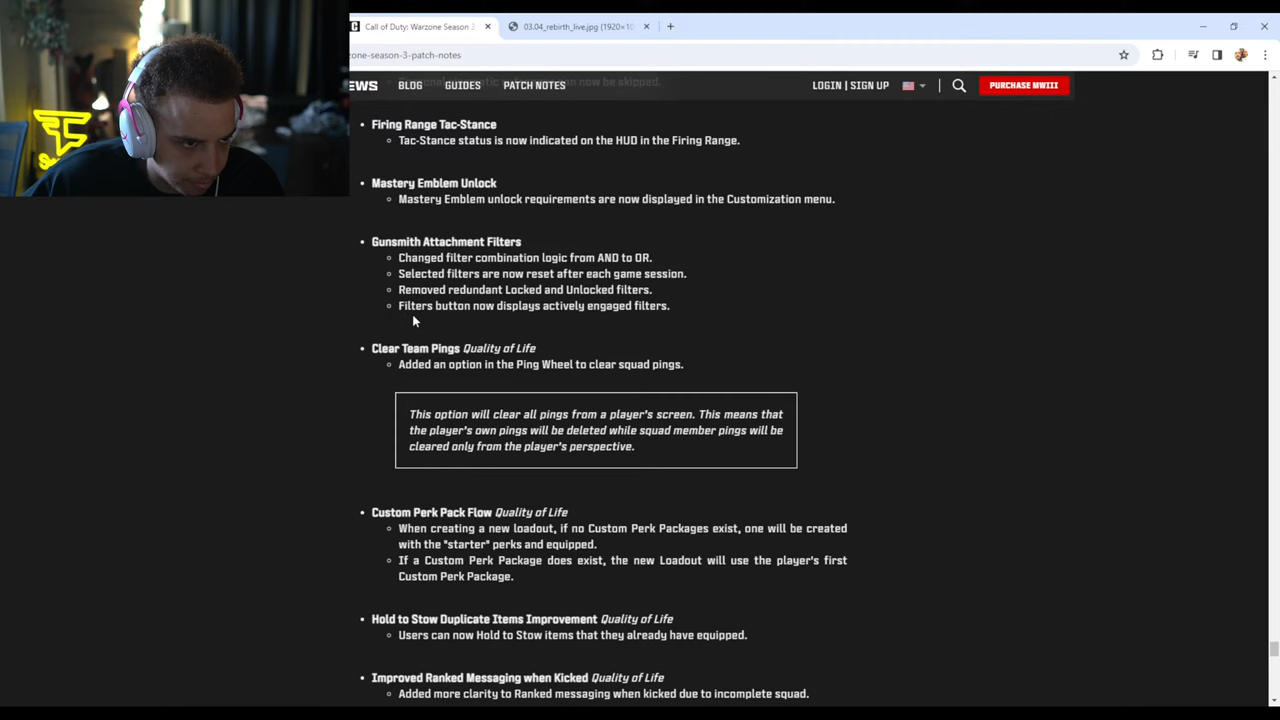 Call of Duty: Warzone Season 3
03.04_rebirth_live.jpg (1920×10
zone-season-3-patch-notes
EWS BLOG GUIDES PATCH NOTES LOGIN | SIGN UP PURCHASE MWIII
can now be skipped.
• Firing Range Tac-Stance
Tac-Stance status is now indicated on the HUD in the Firing Range.
• Mastery Emblem Unlock
Mastery Emblem unlock requirements are now displayed in the Customization menu.
• Gunsmith Attachment Filters
Changed filter combination logic from AND to OR.
Selected filters are now reset after each game session.
Removed redundant Locked and Unlocked filters.
Filters button now displays actively engaged filters.
• Clear Team Pings Quality of Life
Added an option in the Ping Wheel to clear squad pings.
This option will clear all pings from a player's screen. This means that
the player's own pings will be deleted while squad member pings will be
cleared only from the player's perspective.
• Custom Perk Pack Flow Quality of Life
When creating a new loadout, if no Custom Perk Packages exist, one will be created
with the "starter" perks and equipped.
If a Custom Perk Package does exist, the new Loadout will use the player's first
Custom Perk Package.
• Hold to Stow Duplicate Items Improvement Quality of Life
Users can now Hold to Stow items that they already have equipped.
• Improved Ranked Messaging when Kicked Quality of Life
Added more clarity to Ranked messaging when kicked due to incomplete squad.